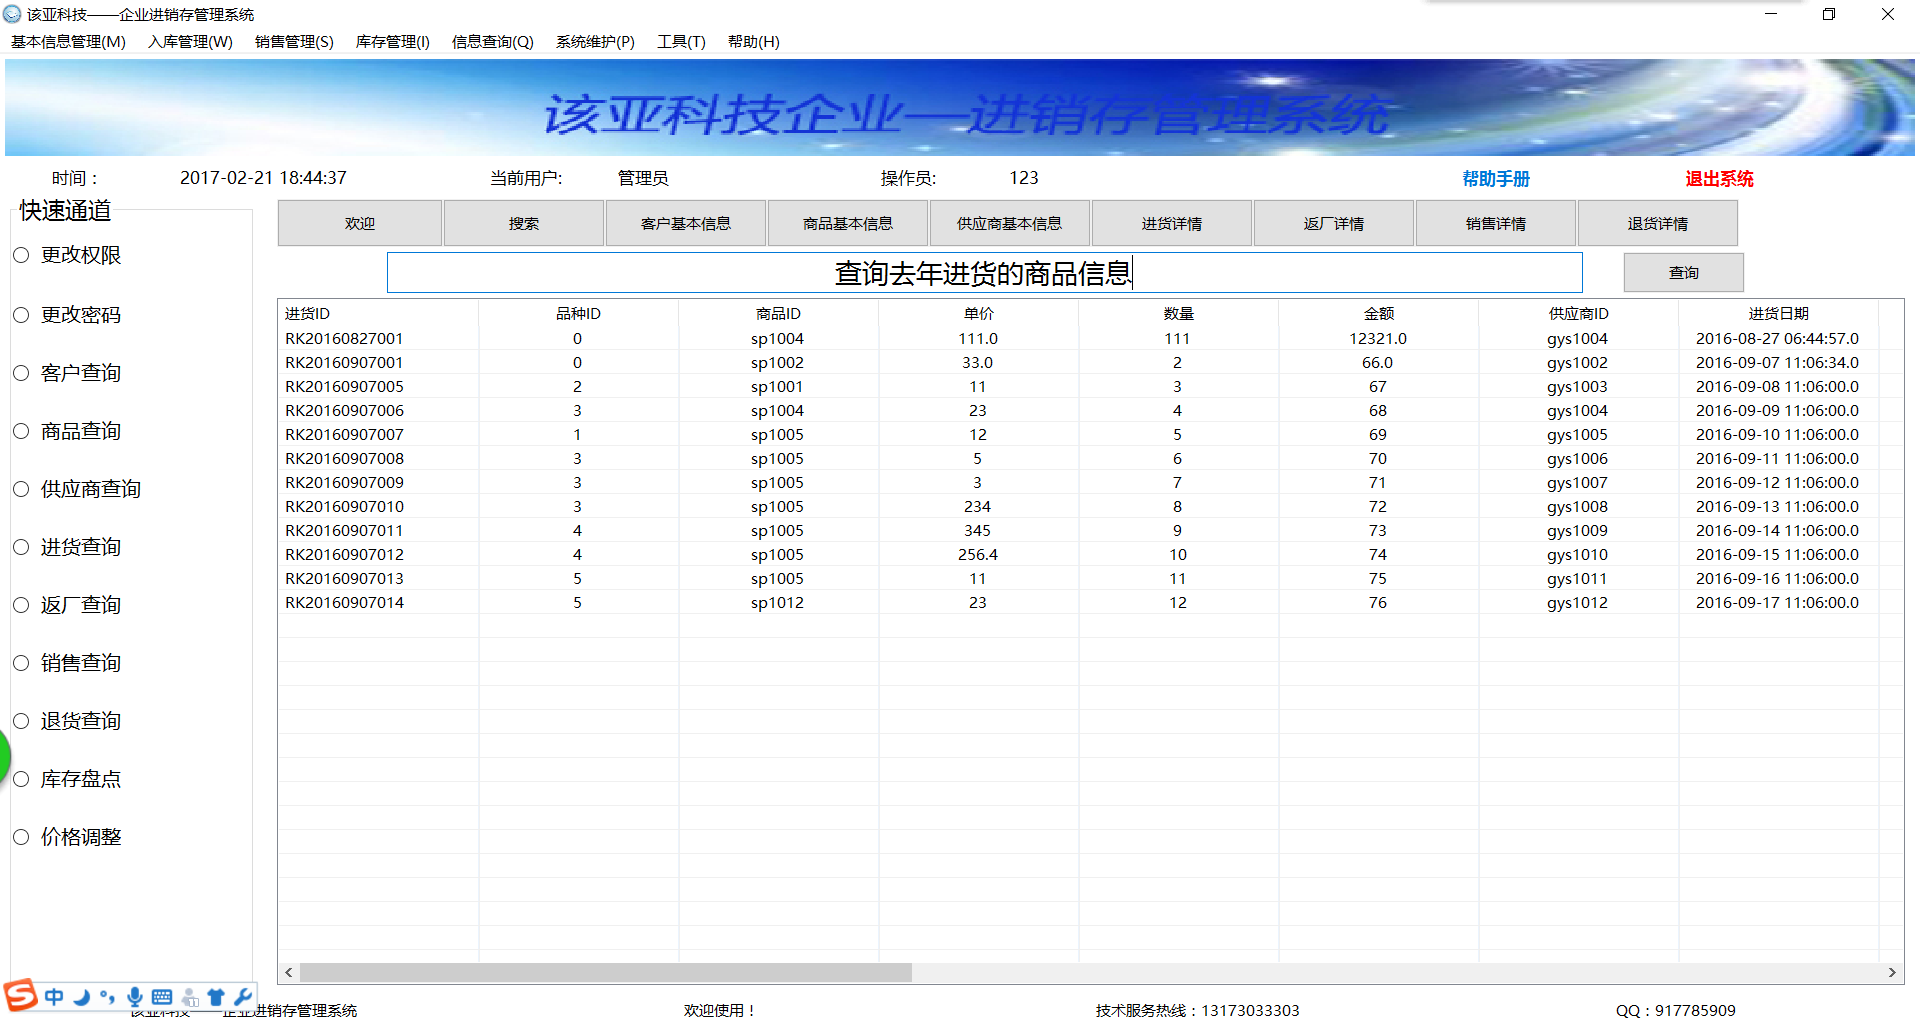 该亚科技——企业进销存管理系统
基本信息管理(M) 入库管理(W) 销售管理(S) 库存管理(I) 信息查询(Q) 系统维护(P) 工具(T) 帮助(H)
该亚科技企业—进销存管理系统
时间： 2017-02-21 18:44:37 当前用户: 管理员 操作员: 123 帮助手册 退出系统
快速通道
更改权限
更改密码
客户查询
商品查询
供应商查询
进货查询
返厂查询
销售查询
退货查询
库存盘点
价格调整
欢迎 搜索 客户基本信息 商品基本信息 供应商基本信息 进货详情 返厂详情 销售详情 退货详情
查询去年进货的商品信息 查询
进货ID 品种ID 商品ID 单价 数量 金额 供应商ID 进货日期
RK20160827001 0 sp1004 111.0 111 12321.0 gys1004 2016-08-27 06:44:57.0
RK20160907001 0 sp1002 33.0 2 66.0 gys1002 2016-09-07 11:06:34.0
RK20160907005 2 sp1001 11 3 67 gys1003 2016-09-08 11:06:00.0
RK20160907006 3 sp1004 23 4 68 gys1004 2016-09-09 11:06:00.0
RK20160907007 1 sp1005 12 5 69 gys1005 2016-09-10 11:06:00.0
RK20160907008 3 sp1005 5 6 70 gys1006 2016-09-11 11:06:00.0
RK20160907009 3 sp1005 3 7 71 gys1007 2016-09-12 11:06:00.0
RK20160907010 3 sp1005 234 8 72 gys1008 2016-09-13 11:06:00.0
RK20160907011 4 sp1005 345 9 73 gys1009 2016-09-14 11:06:00.0
RK20160907012 4 sp1005 256.4 10 74 gys1010 2016-09-15 11:06:00.0
RK20160907013 5 sp1005 11 11 75 gys1011 2016-09-16 11:06:00.0
RK20160907014 5 sp1012 23 12 76 gys1012 2016-09-17 11:06:00.0
S 中
该亚科技——企业进销存管理系统 欢迎使用！ 技术服务热线：13173033303 QQ：917785909